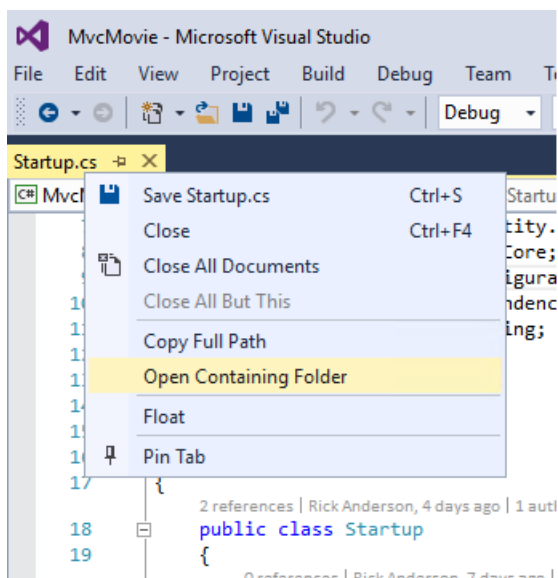 MvcMovie - Microsoft Visual Studio
File Edit View Project Build Debug Team
Debug
Startup.cs
C#
Save Startup.cs Ctrl+S
Close Ctrl+F4
Close All Documents
Close All But This
Copy Full Path
Open Containing Folder
Float
Pin Tab
17 {
2 references | Rick Anderson, 4 days ago | 1
18 public class Startup
19 {